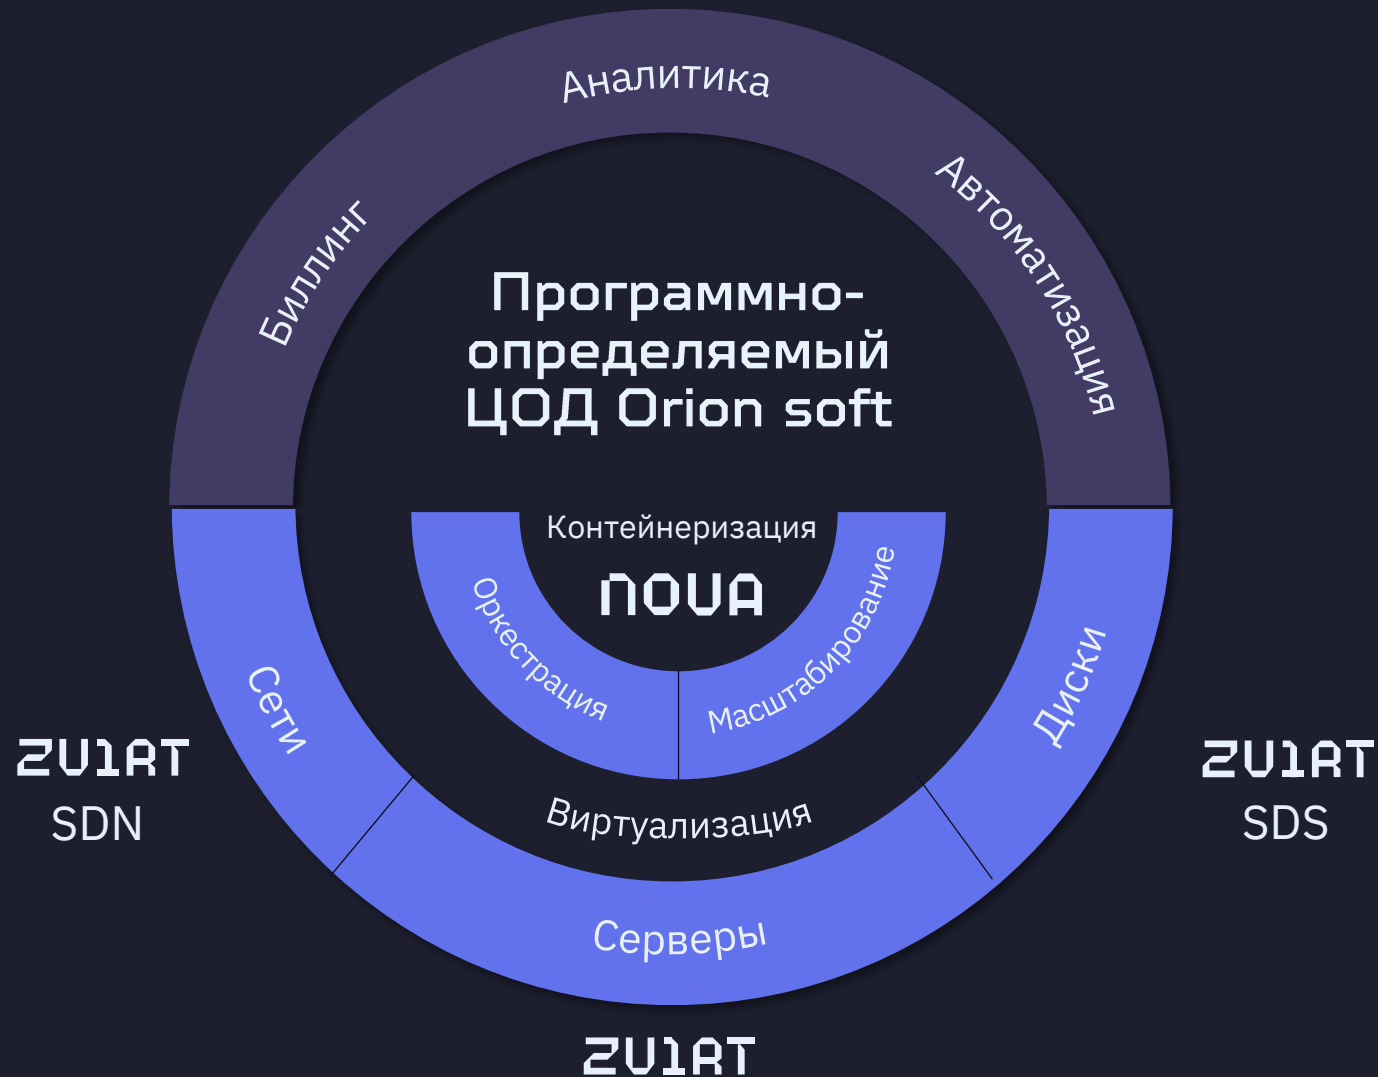 Аналитика
Биллинг
Автоматизация
Программно-
определяемый
ЦОД Orion soft
Контейнеризация
NOVA
Оркестрация
Масштабирование
Сети
Диски
ZVIRT
SDN
ZVIRT
SDS
Виртуализация
Серверы
ZVIRT